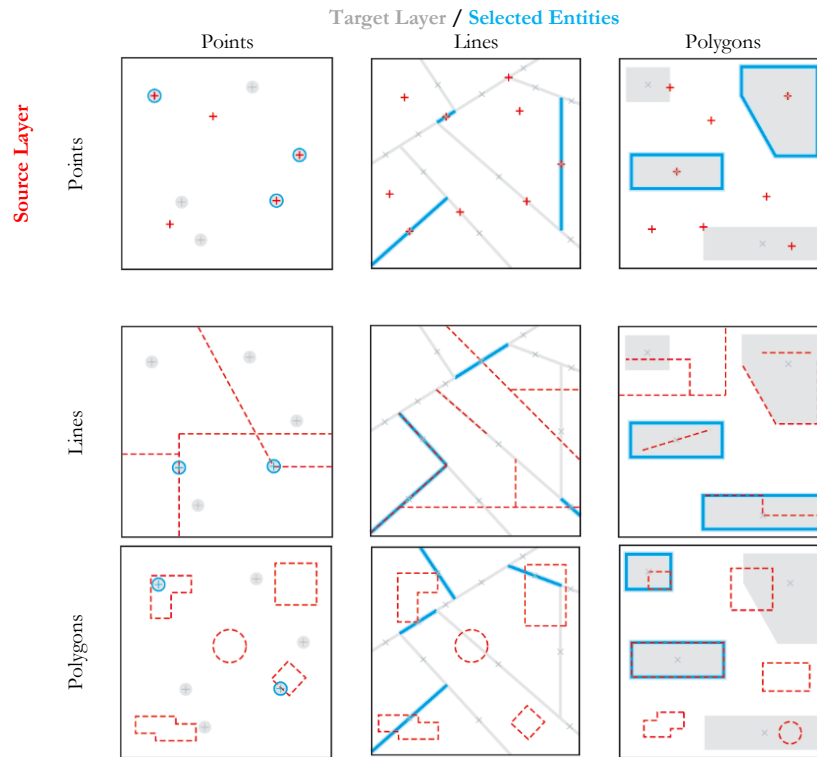 Target Layer / Selected Entities
Points Lines Polygons
Source Layer
Points
Lines
Polygons